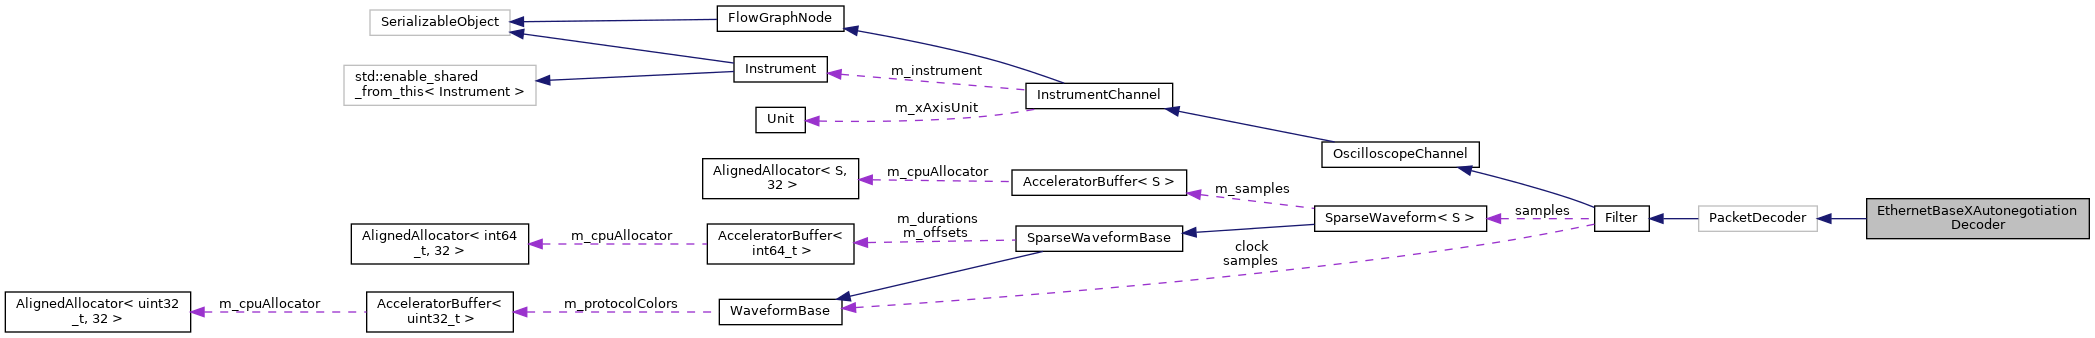 SerializableObject
FlowGraphNode
std::enable_shared
_from_this< Instrument >
Instrument
m_instrument
InstrumentChannel
m_xAxisUnit
Unit
OscilloscopeChannel
AlignedAllocator< S,
32 >
m_cpuAllocator
AcceleratorBuffer< S >
m_samples
SparseWaveform< S >
samples
Filter
PacketDecoder
EthernetBaseXAutonegotiation
Decoder
AlignedAllocator< int64
_t, 32 >
m_cpuAllocator
AcceleratorBuffer<
int64_t >
m_durations
m_offsets
SparseWaveformBase
clock
samples
AlignedAllocator< uint32
_t, 32 >
m_cpuAllocator
AcceleratorBuffer<
uint32_t >
m_protocolColors
WaveformBase